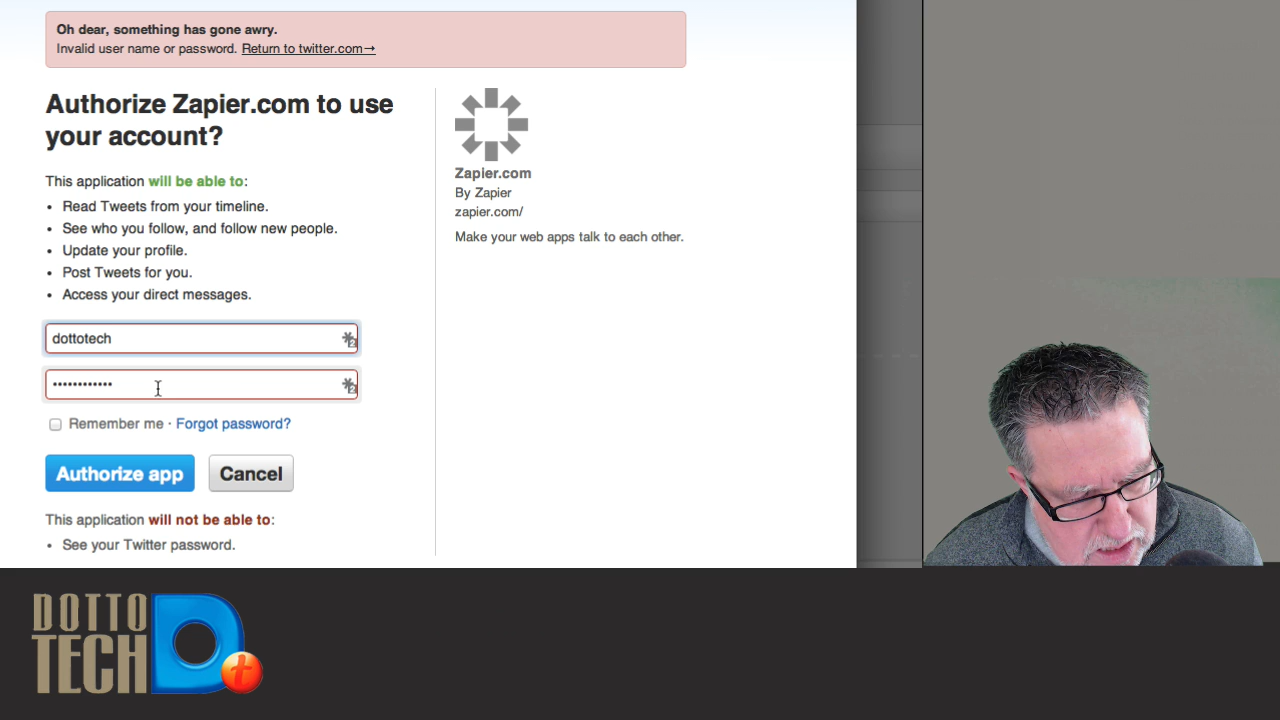 Oh dear, something has gone awry.
Invalid user name or password. Return to twitter.com→
Authorize Zapier.com to use
your account?
This application will be able to:
• Read Tweets from your timeline.
• See who you follow, and follow new people.
• Update your profile.
• Post Tweets for you.
• Access your direct messages.
dottotech
••••••••••••
Remember me · Forgot password?
Authorize app
Cancel
This application will not be able to:
• See your Twitter password.
Zapier.com
By Zapier
zapier.com/
Make your web apps talk to each other.
DOTTO
TECH
D
t